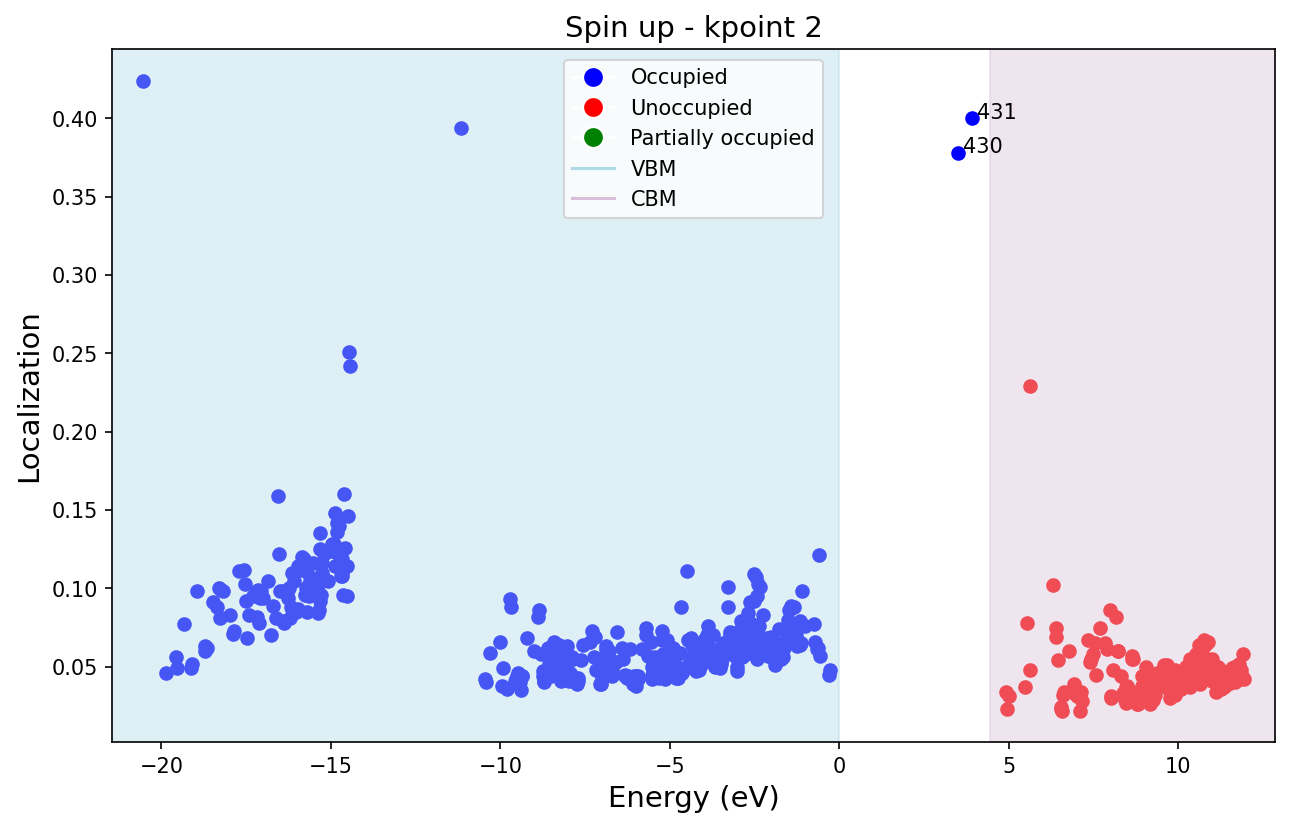 Spin up - kpoint 2
Occupied
Unoccupied
Partially occupied
VBM
CBM
431
430
0.40
0.35
0.30
0.25
0.20
0.15
0.10
0.05
Localization
−20
−15
−10
−5
0
5
10
Energy (eV)